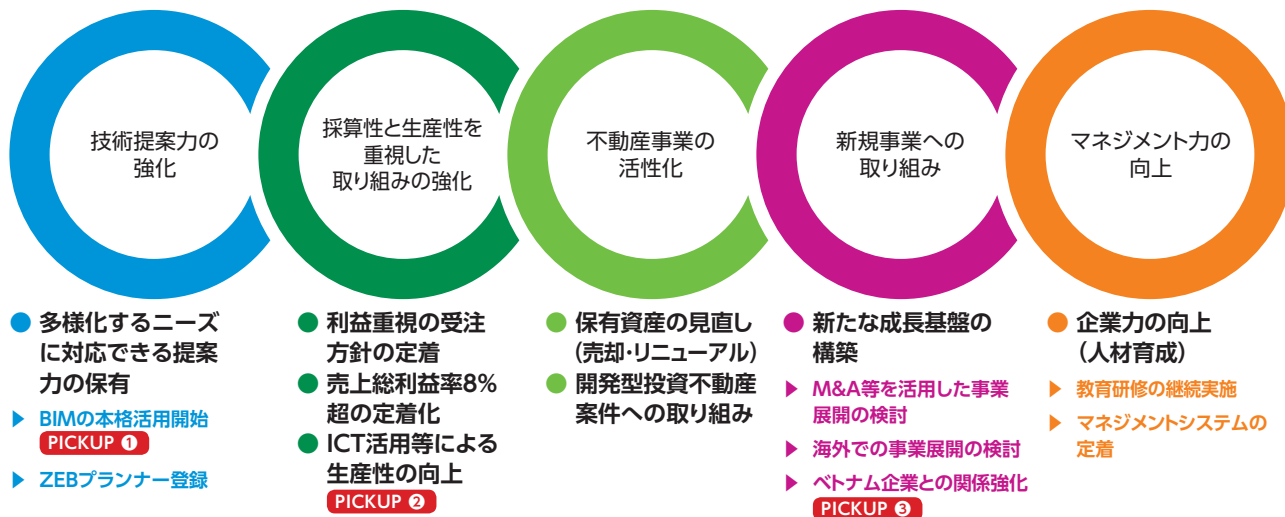 技術提案力の
強化
採算性と生産性を
重視した
取り組みの強化
不動産事業の
活性化
新規事業への
取り組み
マネジメント力の
向上
● 多様化するニーズ
に対応できる提案
力の保有
▶ BIMの本格活用開始
PICKUP ❶
▶ ZEBプランナー登録
● 利益重視の受注
方針の定着
● 売上総利益率8%
超の定着化
● ICT活用等による
生産性の向上
PICKUP ❷
● 保有資産の見直し
(売却・リニューアル)
● 開発型投資不動産
案件への取り組み
● 新たな成長基盤の
構築
▶ M&A等を活用した事業
展開の検討
▶ 海外での事業展開の検討
▶ ベトナム企業との関係強化
PICKUP ❸
● 企業力の向上
（人材育成）
▶ 教育研修の継続実施
▶ マネジメントシステムの
定着